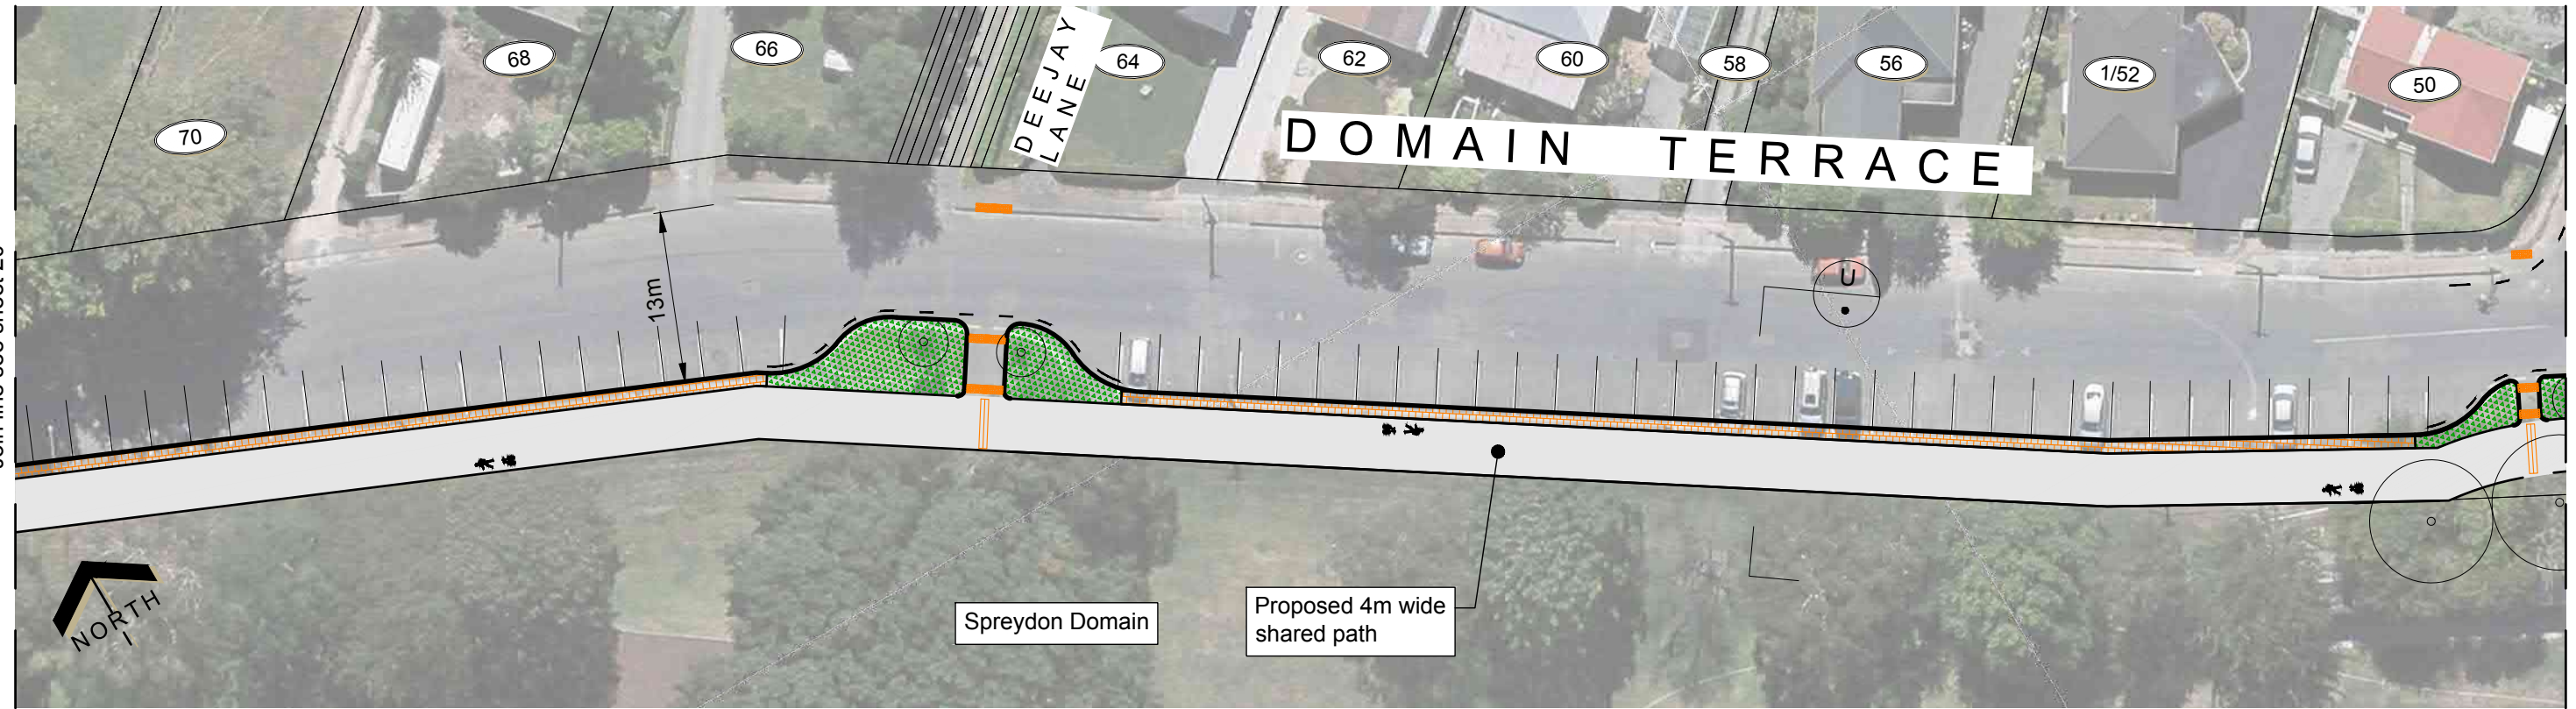 70
68
66
DEEJAY
LANE
64
62
60
58
56
1/52
50
DOMAIN TERRACE
13m
U
NORTH
Spreydon Domain
Proposed 4m wide
shared path